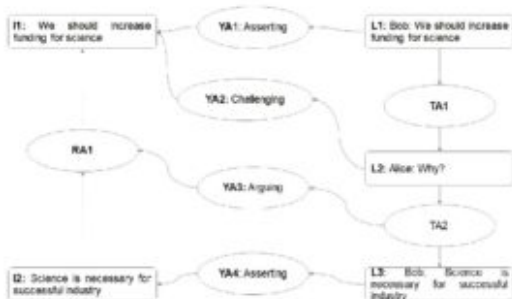 I1: We should increase
funding for science
YA1: Asserting
L1: Bob: We should increase
funding for science
YA2: Challenging
TA1
RA1
L2: Alice: Why?
YA3: Arguing
TA2
I2: Science is necessary for
successful industry
YA4: Asserting
L3: Bob: Science is
necessary for successful
industry